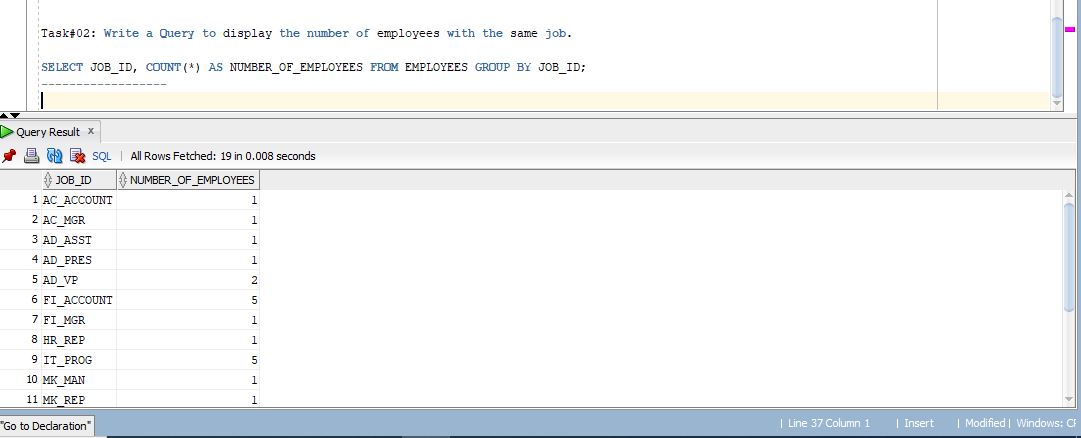 Task#02: Write a Query to display the number of employees with the same job.
SELECT JOB_ID, COUNT(*) AS NUMBER_OF_EMPLOYEES FROM EMPLOYEES GROUP BY JOB_ID;
------------------
Query Result x
SQL | All Rows Fetched: 19 in 0.008 seconds
JOB_ID NUMBER_OF_EMPLOYEES
1 AC_ACCOUNT 1
2 AC_MGR 1
3 AD_ASST 1
4 AD_PRES 1
5 AD_VP 2
6 FI_ACCOUNT 5
7 FI_MGR 1
8 HR_REP 1
9 IT_PROG 5
10 MK_MAN 1
11 MK_REP 1
"Go to Declaration" | Line 37 Column 1 | Insert | Modified | Windows: